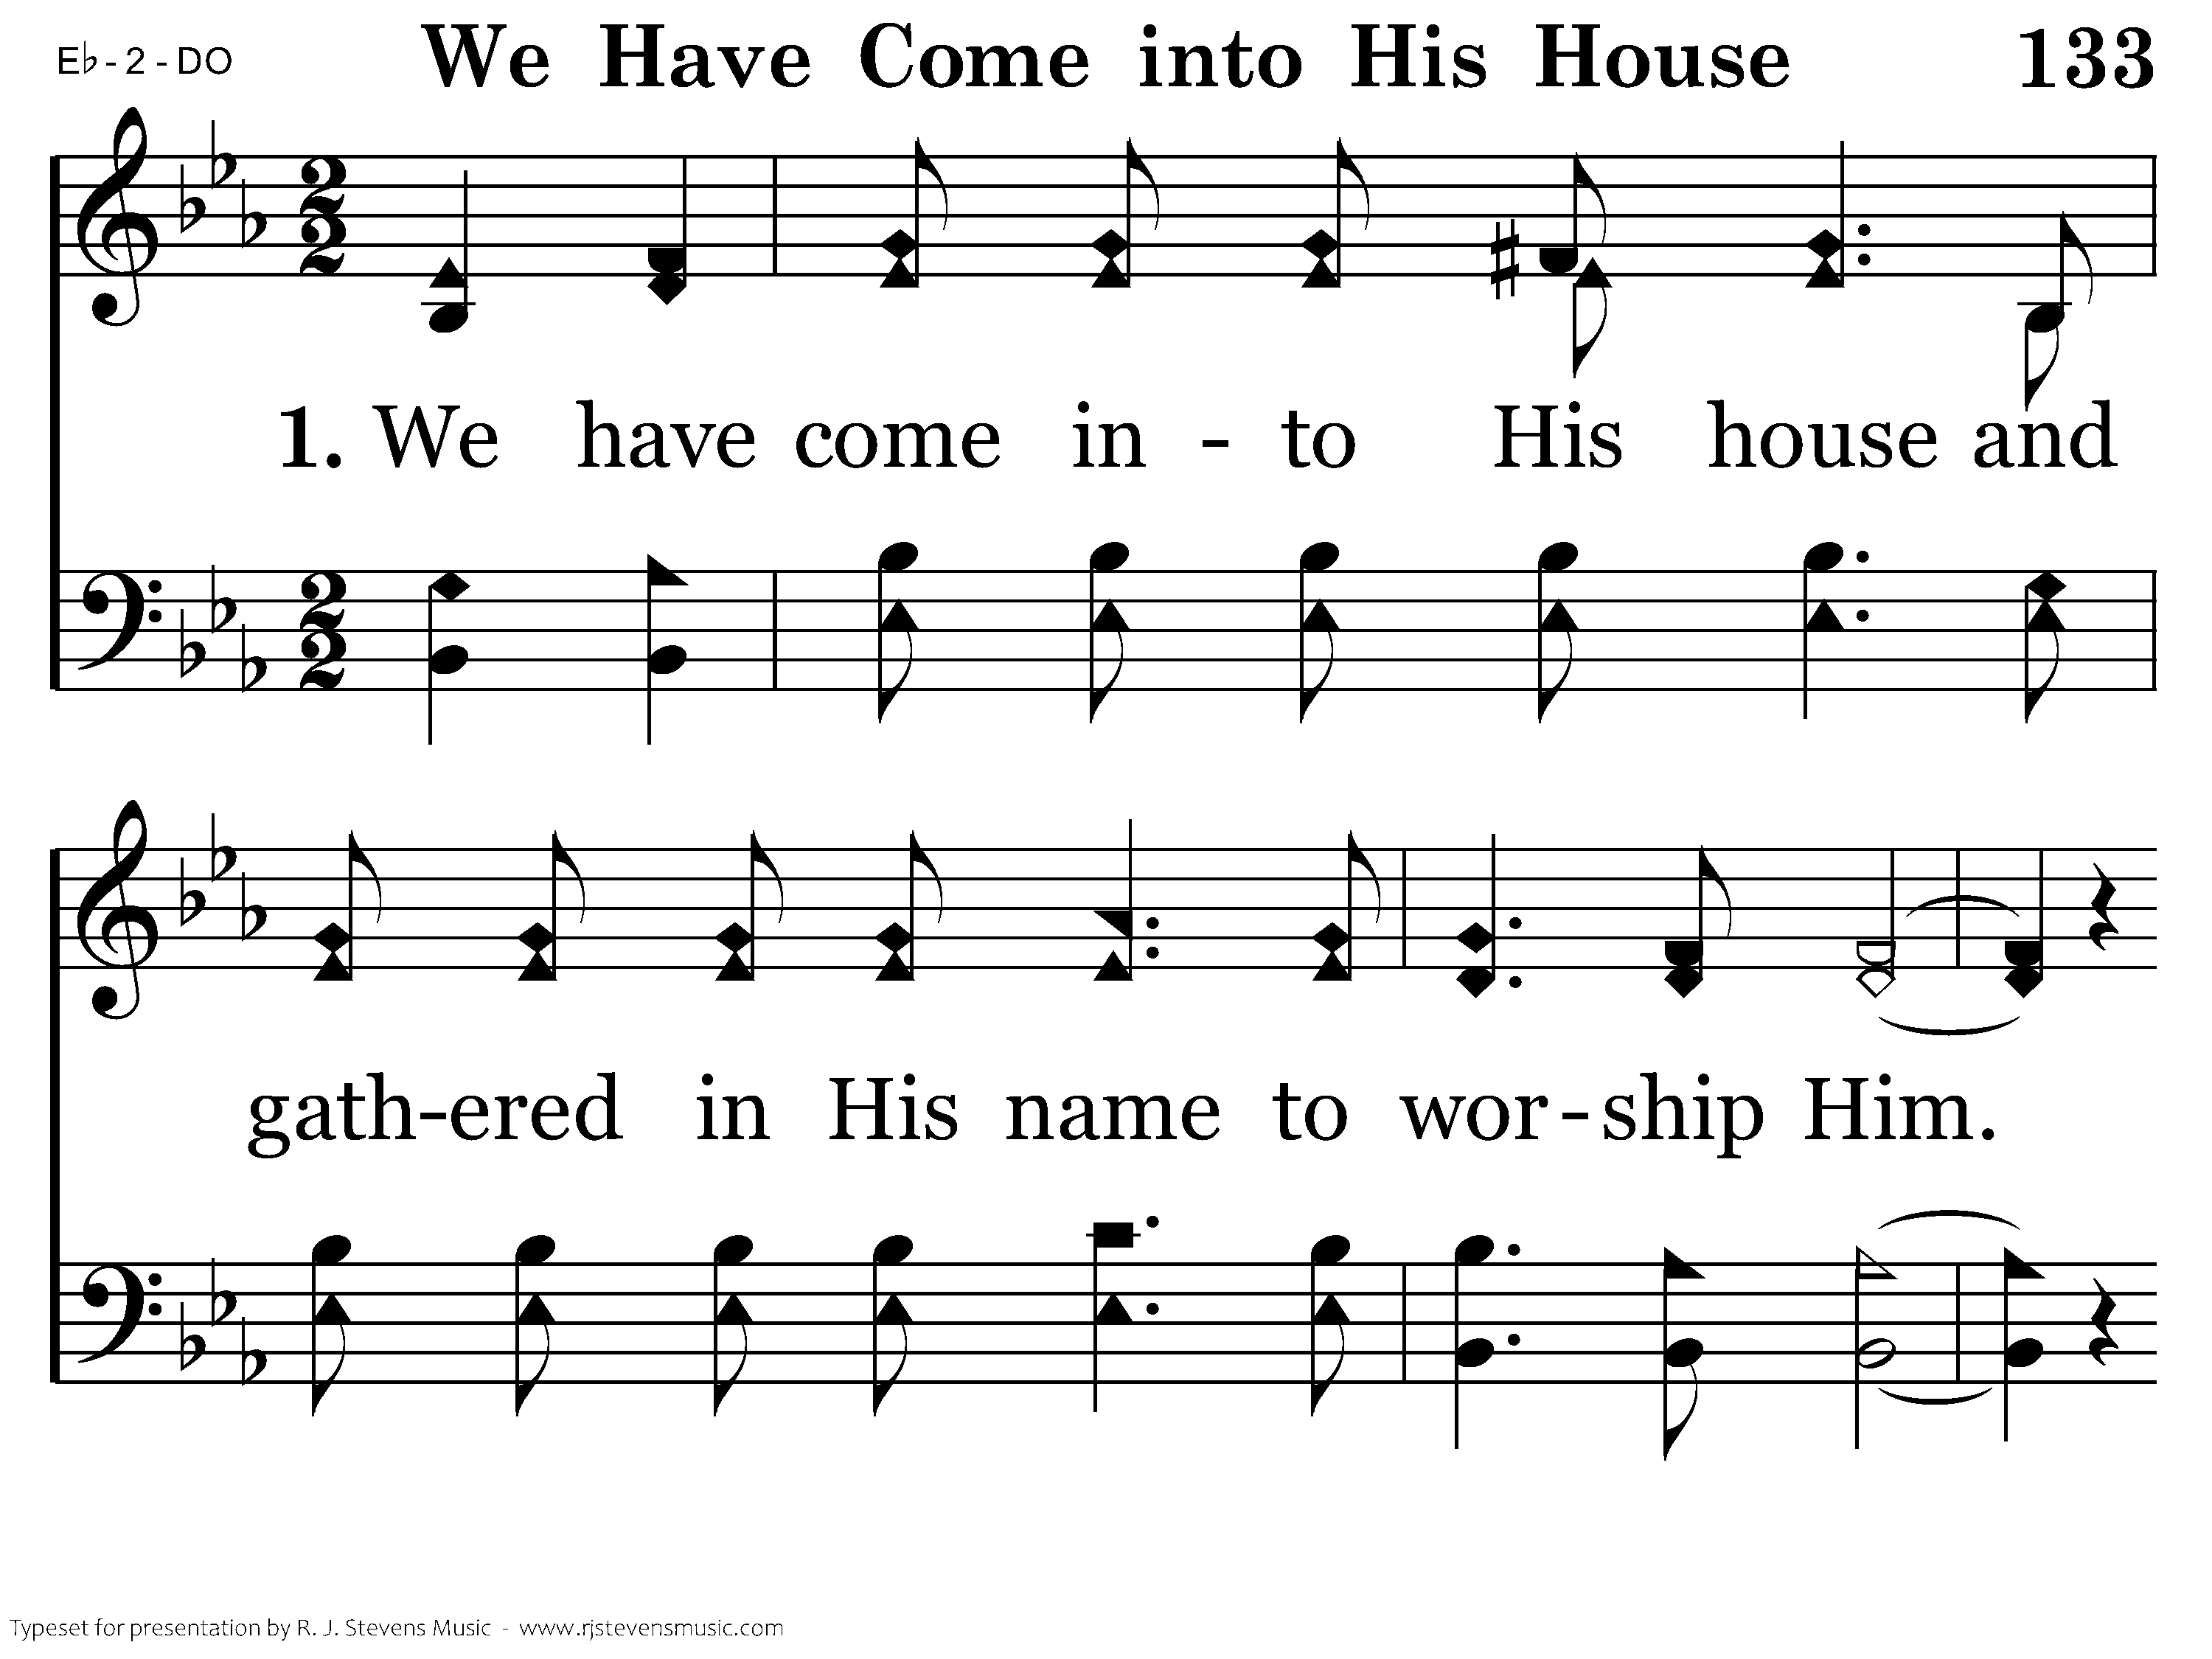 E♭ - 2 - DO We Have Come into His House 133
1. We have come in - to His house and
gath-ered in His name to wor-ship Him.
Typeset for presentation by R. J. Stevens Music - www.rjstevensmusic.com